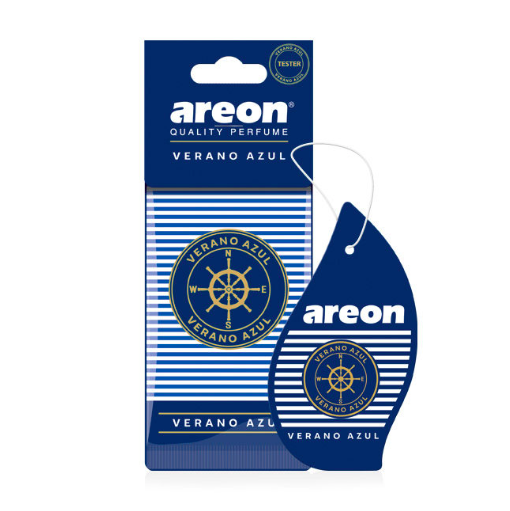 VERANO AZUL
TESTER
areon®
QUALITY PERFUME
VERANO AZUL
VERANO AZUL
N
W E
S
VERANO AZUL
VERANO AZU
areon
VERANO AZUL
N
W E
S
VERANO AZUL
VERANO AZUL